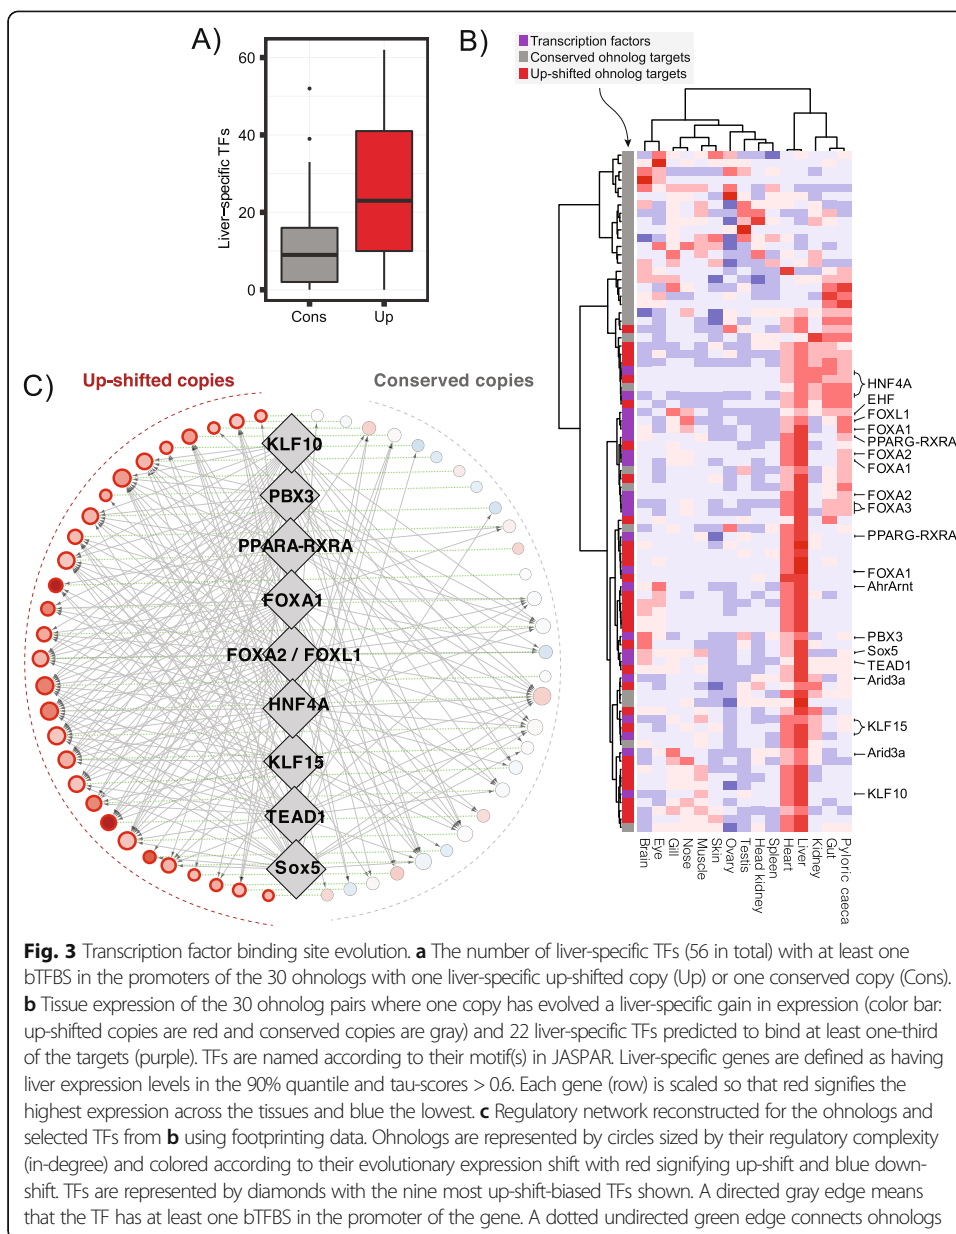 A)
60
40
20
0
Liver–specific TFs
Cons
Up
B)
Transcription factors
Conserved ohnolog targets
Up-shifted ohnolog targets
HNF4A
EHF
FOXL1
FOXA1
PPARG-RXRA
FOXA2
FOXA1
FOXA2
FOXA3
PPARG-RXRA
FOXA1
AhrArnt
PBX3
Sox5
TEAD1
Arid3a
KLF15
Arid3a
KLF10
Brain
Eye
Gill
Nose
Muscle
Skin
Ovary
Testis
Head kidney
Spleen
Heart
Liver
Kidney
Gut
Pyloric caeca
C)
Up-shifted copies
Conserved copies
KLF10
PBX3
PPARA-RXRA
FOXA1
FOXA2 / FOXL1
HNF4A
KLF15
TEAD1
Sox5
Fig. 3 Transcription factor binding site evolution. a The number of liver-specific TFs (56 in total) with at least one
bTFBS in the promoters of the 30 ohnologs with one liver-specific up-shifted copy (Up) or one conserved copy (Cons).
b Tissue expression of the 30 ohnolog pairs where one copy has evolved a liver-specific gain in expression (color bar:
up-shifted copies are red and conserved copies are gray) and 22 liver-specific TFs predicted to bind at least one-third
of the targets (purple). TFs are named according to their motif(s) in JASPAR. Liver-specific genes are defined as having
liver expression levels in the 90% quantile and tau-scores > 0.6. Each gene (row) is scaled so that red signifies the
highest expression across the tissues and blue the lowest. c Regulatory network reconstructed for the ohnologs and
selected TFs from b using footprinting data. Ohnologs are represented by circles sized by their regulatory complexity
(in-degree) and colored according to their evolutionary expression shift with red signifying up-shift and blue down-
shift. TFs are represented by diamonds with the nine most up-shift-biased TFs shown. A directed gray edge means
that the TF has at least one bTFBS in the promoter of the gene. A dotted undirected green edge connects ohnologs